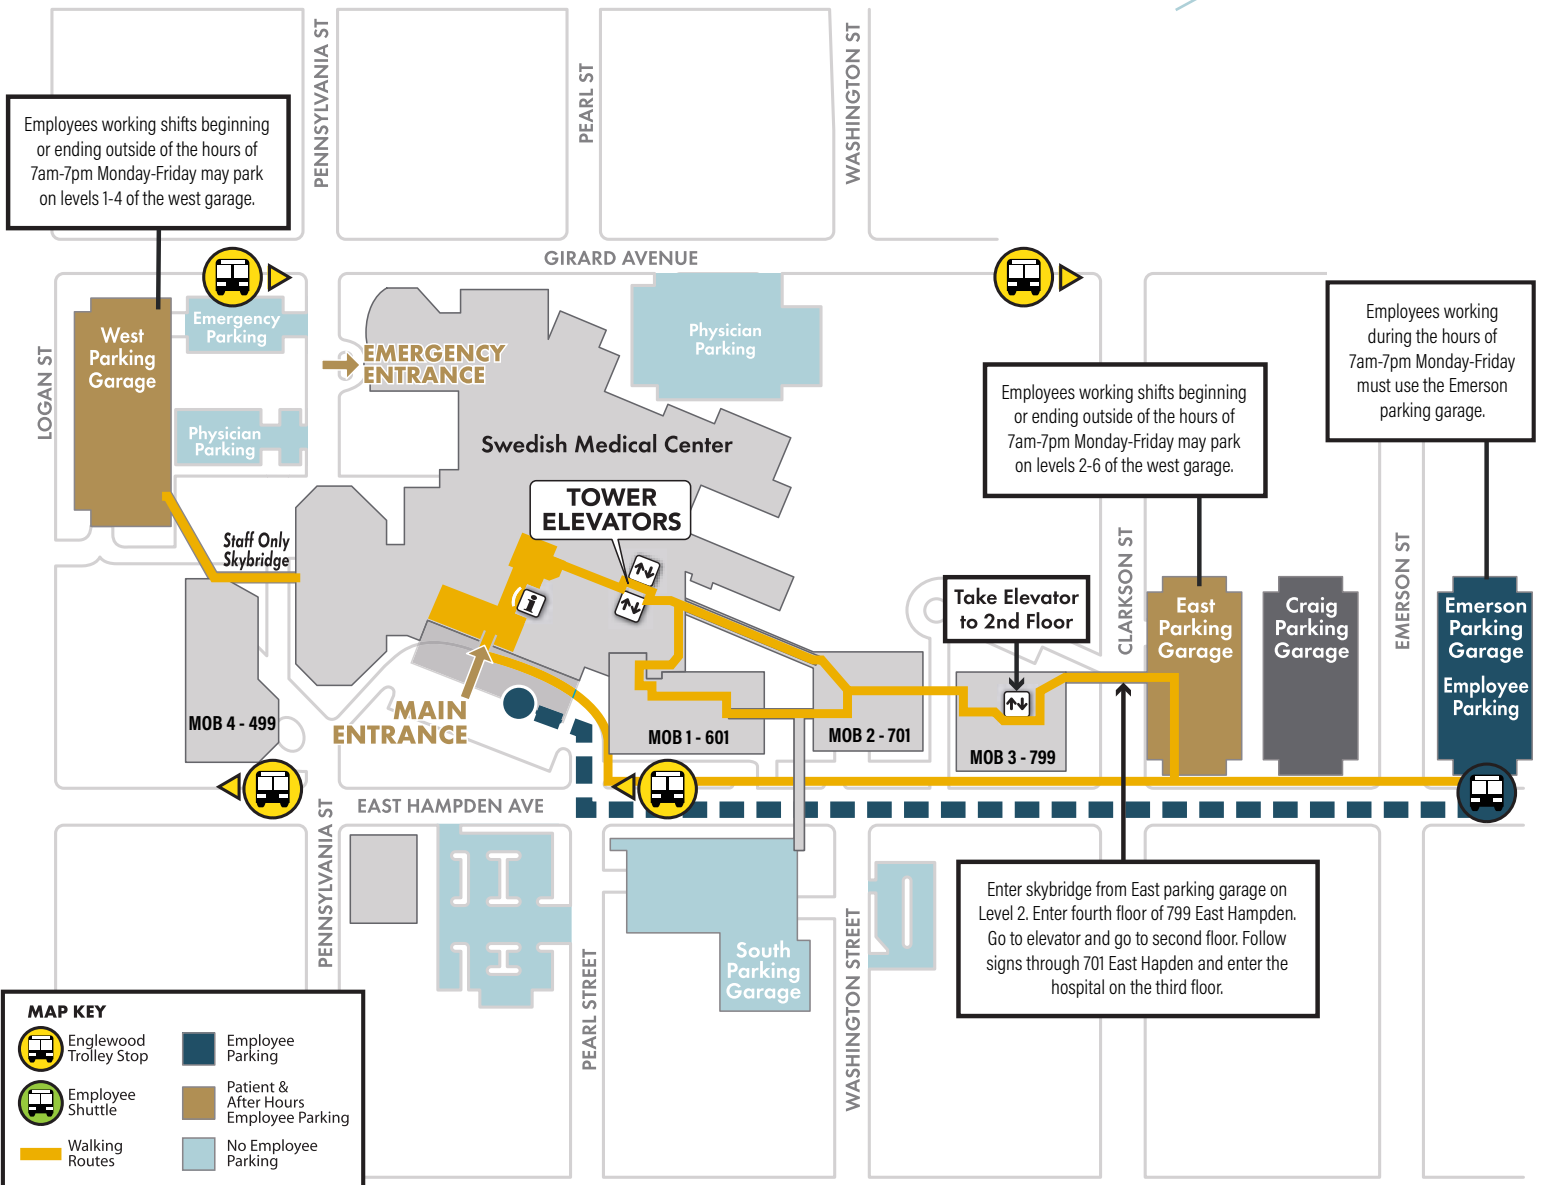 PENNSYLVANIA ST
PEARL ST
WASHINGTON ST
Employees working shifts beginning
or ending outside of the hours of
7am-7pm Monday-Friday may park
on levels 1-4 of the west garage.
GIRARD AVENUE
LOGAN ST
West
Parking
Garage
Emergency
Parking
Physician
Parking
EMERGENCY
ENTRANCE
Physician
Parking
Swedish Medical Center
TOWER
ELEVATORS
Staff Only
Skybridge
i
Employees working shifts beginning
or ending outside of the hours of
7am-7pm Monday-Friday may park
on levels 2-6 of the west garage.
Employees working
during the hours of
7am-7pm Monday-Friday
must use the Emerson
parking garage.
Take Elevator
to 2nd Floor
CLARKSON ST
East
Parking
Garage
Craig
Parking
Garage
EMERSON ST
Emerson
Parking
Garage
Employee
Parking
MAIN
ENTRANCE
MOB 4 - 499
MOB 1 - 601
MOB 2 - 701
MOB 3 - 799
EAST HAMPDEN AVE
PENNSYLVANIA ST
PEARL STREET
South
Parking
Garage
WASHINGTON STREET
Enter skybridge from East parking garage on
Level 2. Enter fourth floor of 799 East Hampden.
Go to elevator and go to second floor. Follow
signs through 701 East Hapden and enter the
hospital on the third floor.
MAP KEY
Englewood
Trolley Stop
Employee
Shuttle
Walking
Routes
Employee
Parking
Patient &
After Hours
Employee Parking
No Employee
Parking